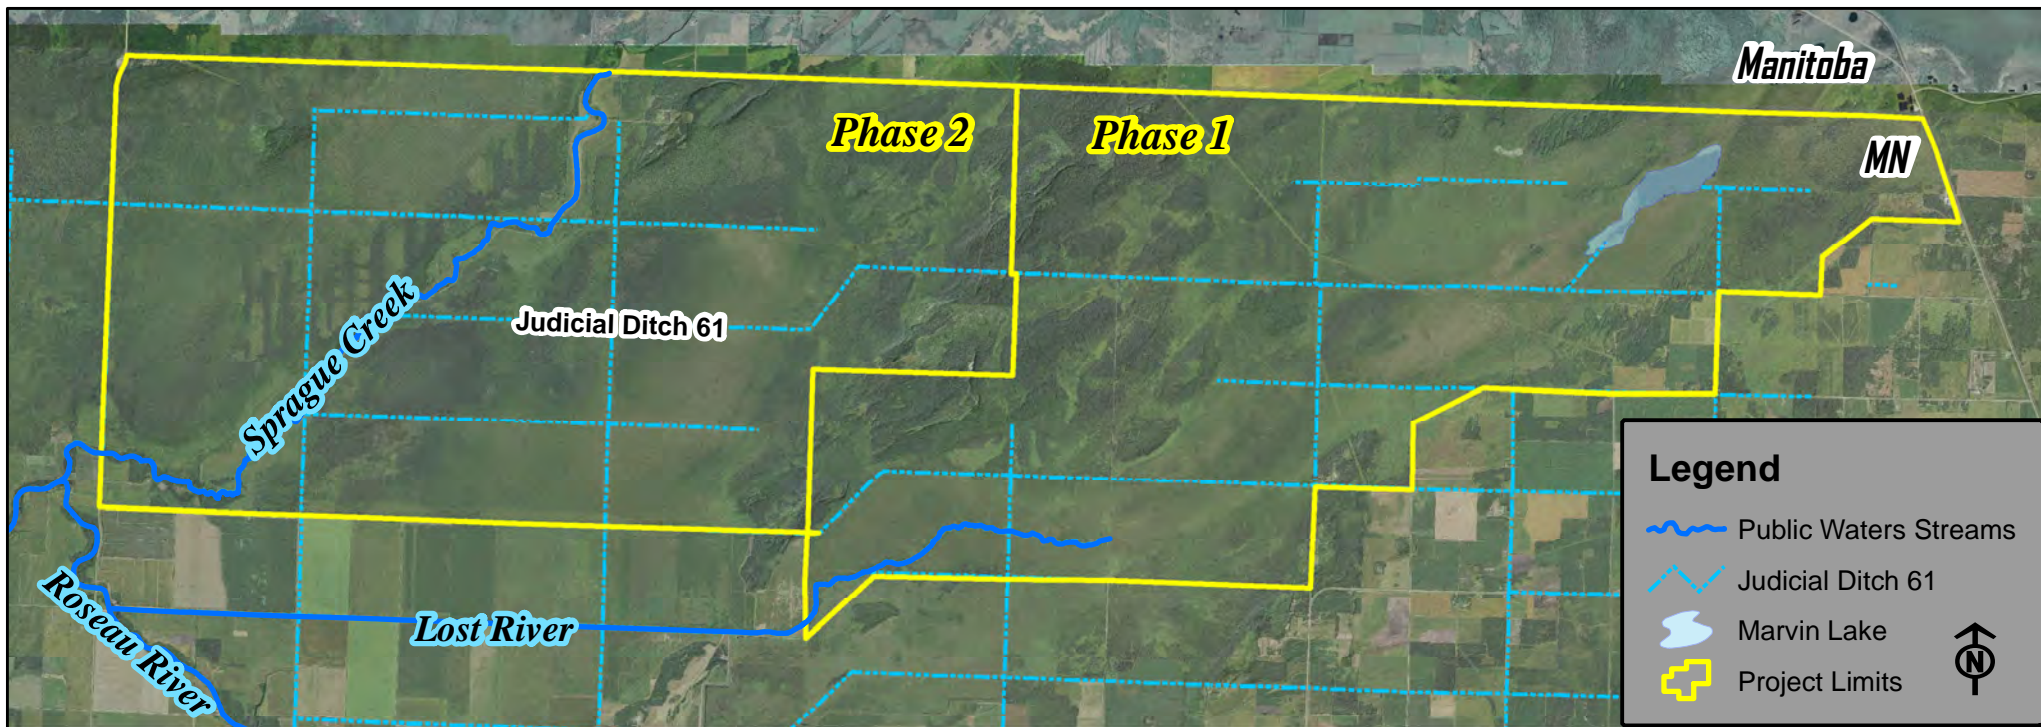 Manitoba
MN
Phase 2
Phase 1
Judicial Ditch 61
Sprague Creek
Roseau River
Lost River
Legend
Public Waters Streams
Judicial Ditch 61
Marvin Lake
Project Limits
N